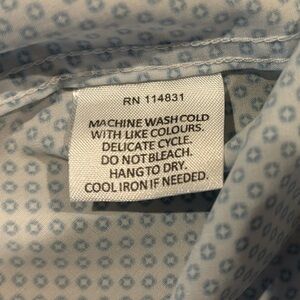 RN 114831
MACHINE WASH COLD
WITH LIKE COLOURS.
DELICATE CYCLE.
DO NOT BLEACH.
HANG TO DRY.
COOL IRON IF NEEDED.